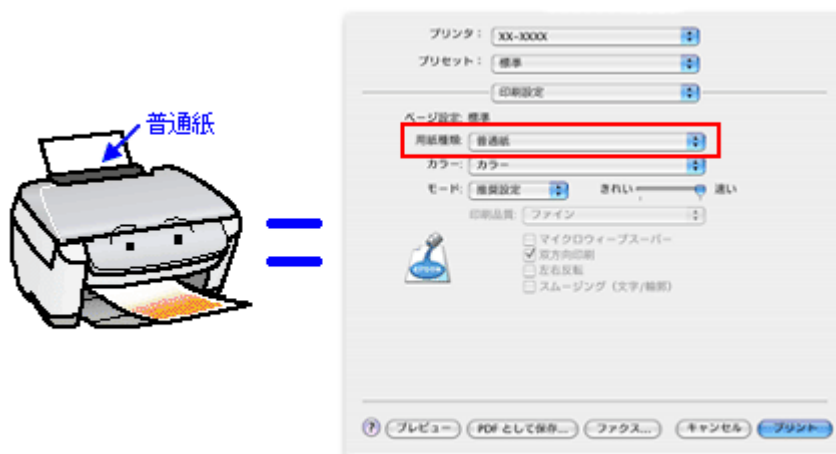 普通紙
プリンタ： XX-XXXX
プリセット： 標準
印刷設定
ページ設定: 標準
用紙種類: 普通紙
カラー: カラー
モード: 推奨設定 きれい 速い
印刷品質: ファイン
マイクロウィーブスーパー
双方向印刷
左右反転
スムージング（文字/輪郭）
EPSON
? プレビュー PDF として保存... ファクス... キャンセル プリント